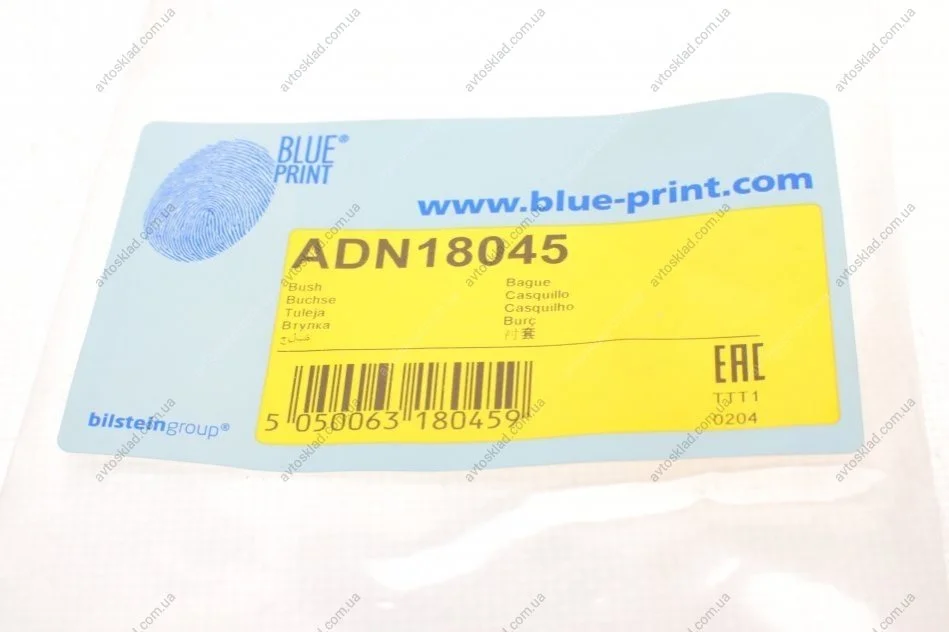 BLUE®
PRINT
www.blue-print.com
ADN18045
Bush
Buchse
Tuleja
Втулка
Bague
Casquillo
Casquilho
Burç
衬套
EAC
5 050063 180459
TJT1
0204
bilsteingroup®
avtosklad.com.ua